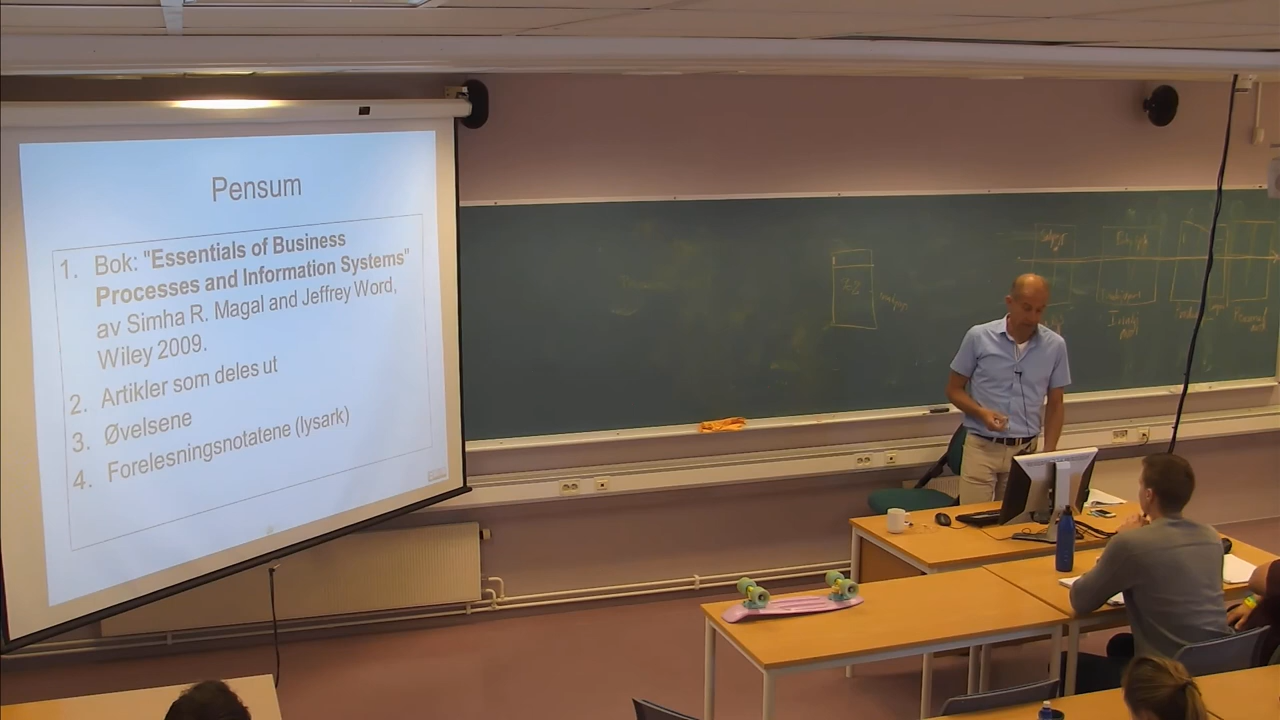 Pensum
1. Bok: "Essentials of Business
Processes and Information Systems"
av Simha R. Magal and Jeffrey Word,
Wiley 2009.
2. Artikler som deles ut
3. Øvelsene
4. Forelesningsnotatene (lysark)